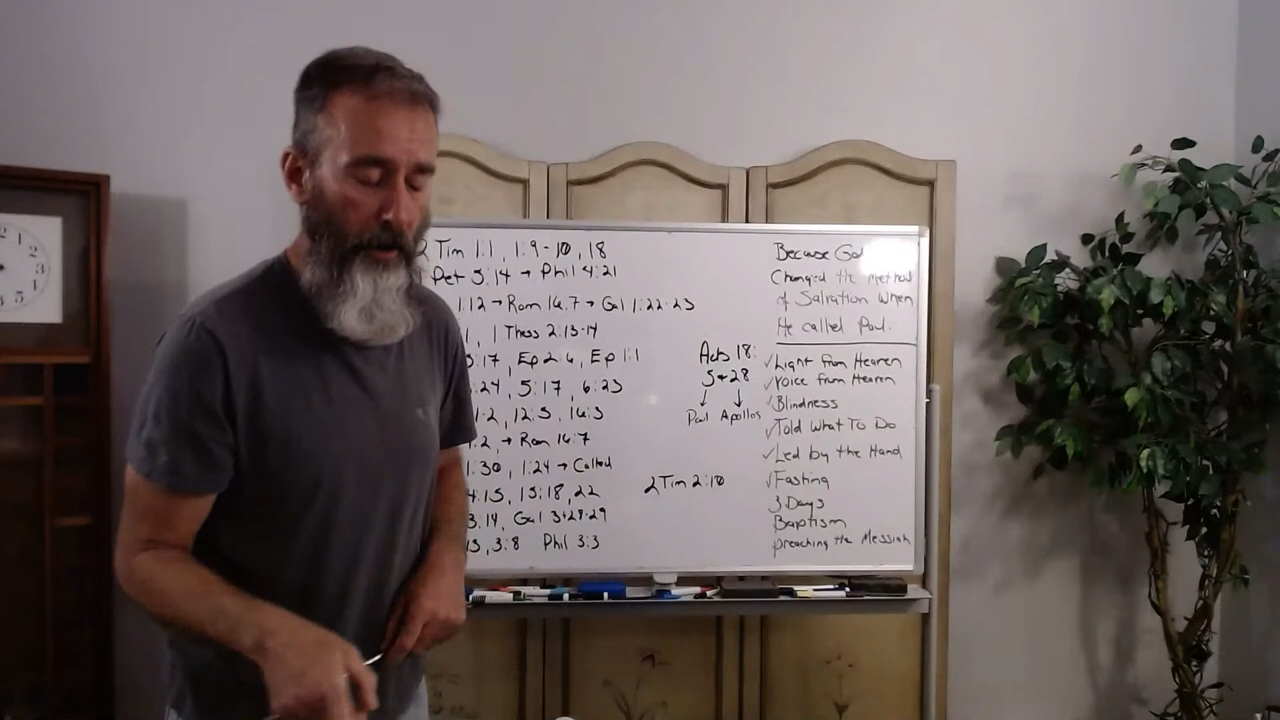 2 Tim 1:1, 1:9-10, 18
Pet 5:14 → Phil 4:21
1:12 → Rom 16:7 → Gal 1:22-23
1, 1 Thess 2:13-14
5:17, Ep 2:6, Ep 1:1
:24, 5:17, 6:23
1:2, 12:5, 16:3
:2, → Rom 16:7
1:30, 1:24 → Called
4:15, 15:18, 22
3:14, Gal 3+28-29
3:8 Phil 3:3
Acts 18:
5+28
↓ ↓
Paul Apollos
2 Tim 2:10
Because God
Changed the Method
of Salvation When
He called Paul.
✓Light from Heaven
✓Voice from Heaven
✓Blindness
✓Told What To Do
✓Led by the Hand
✓Fasting
3 Days
Baptism
preaching the Messiah
1
2
3
4
5